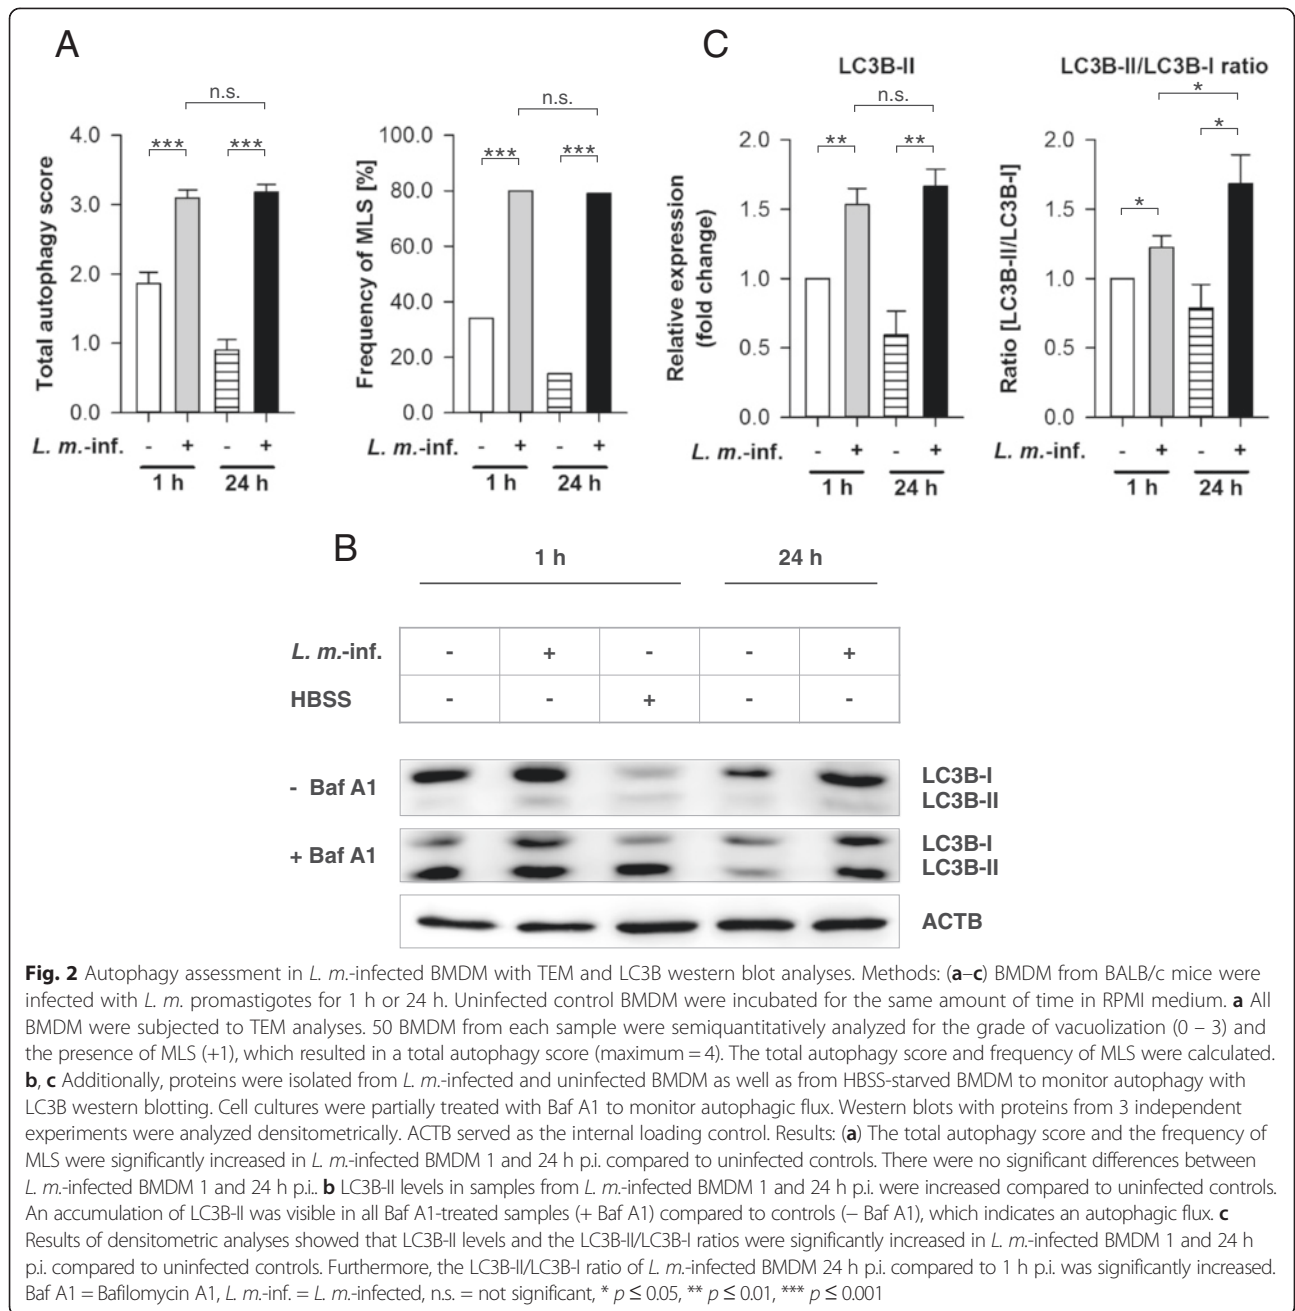 A
n.s.
***
***
4.0
3.0
2.0
1.0
0.0
Total autophagy score
L. m.-inf.
- + - +
1 h 24 h
n.s.
***
***
100.0
80.0
60.0
40.0
20.0
0.0
Frequency of MLS [%]
L. m.-inf.
- + - +
1 h 24 h
C
LC3B-II
n.s.
**
**
2.0
1.5
1.0
0.5
0.0
Relative expression
(fold change)
L. m.-inf.
- + - +
1 h 24 h
LC3B-II/LC3B-I ratio
*
*
*
2.0
1.5
1.0
0.5
0.0
Ratio [LC3B-II/LC3B-I]
L. m.-inf.
- + - +
1 h 24 h
B
1 h 24 h
L. m.-inf. - + - - +
HBSS - - + - -
- Baf A1
LC3B-I
LC3B-II
+ Baf A1
LC3B-I
LC3B-II
ACTB
Fig. 2 Autophagy assessment in L. m.-infected BMDM with TEM and LC3B western blot analyses. Methods: (a–c) BMDM from BALB/c mice were
infected with L. m. promastigotes for 1 h or 24 h. Uninfected control BMDM were incubated for the same amount of time in RPMI medium. a All
BMDM were subjected to TEM analyses. 50 BMDM from each sample were semiquantitatively analyzed for the grade of vacuolization (0 – 3) and
the presence of MLS (+1), which resulted in a total autophagy score (maximum = 4). The total autophagy score and frequency of MLS were calculated.
b, c Additionally, proteins were isolated from L. m.-infected and uninfected BMDM as well as from HBSS-starved BMDM to monitor autophagy with
LC3B western blotting. Cell cultures were partially treated with Baf A1 to monitor autophagic flux. Western blots with proteins from 3 independent
experiments were analyzed densitometrically. ACTB served as the internal loading control. Results: (a) The total autophagy score and the frequency of
MLS were significantly increased in L. m.-infected BMDM 1 and 24 h p.i. compared to uninfected controls. There were no significant differences between
L. m.-infected BMDM 1 and 24 h p.i.. b LC3B-II levels in samples from L. m.-infected BMDM 1 and 24 h p.i. were increased compared to uninfected controls.
An accumulation of LC3B-II was visible in all Baf A1-treated samples (+ Baf A1) compared to controls (− Baf A1), which indicates an autophagic flux. c
Results of densitometric analyses showed that LC3B-II levels and the LC3B-II/LC3B-I ratios were significantly increased in L. m.-infected BMDM 1 and 24 h
p.i. compared to uninfected controls. Furthermore, the LC3B-II/LC3B-I ratio of L. m.-infected BMDM 24 h p.i. compared to 1 h p.i. was significantly increased.
Baf A1 = Bafilomycin A1, L. m.-inf. = L. m.-infected, n.s. = not significant, * p ≤ 0.05, ** p ≤ 0.01, *** p ≤ 0.001